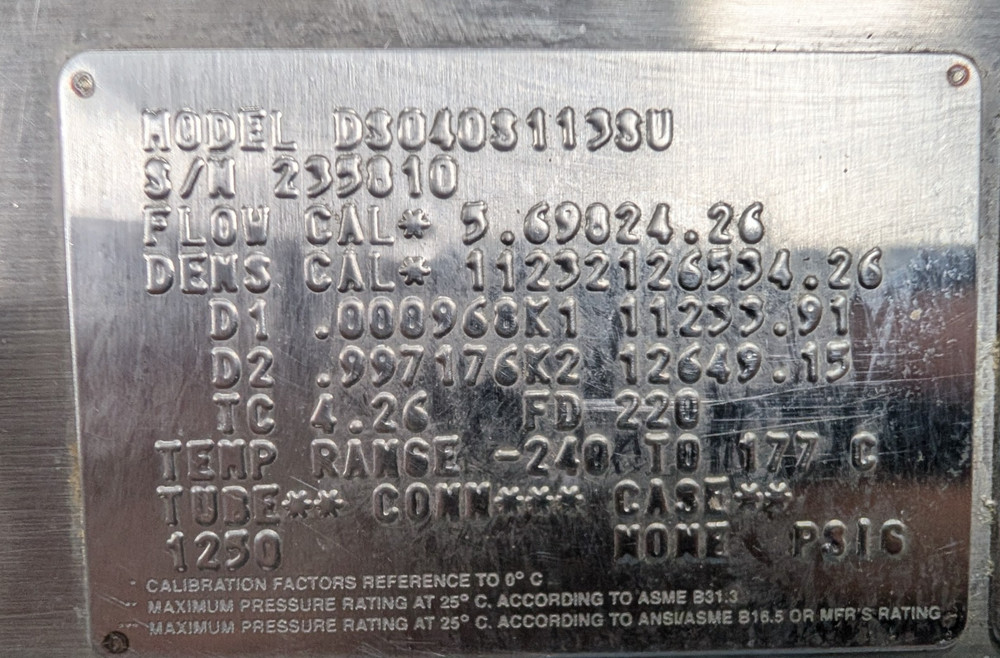 MODEL DS040S113SU
S/N 235810
FLOW CAL* 5.69824.26
DENS CAL* 11232126534.26
D1 .000968K1 11233.91
D2 .997176K2 12649.15
TC 4.26 FD 220
TEMP RANGE -240 TO 177 C
TUBE** CONN*** CASE**
1250 NONE PSIG
* CALIBRATION FACTORS REFERENCE TO 0° C
** MAXIMUM PRESSURE RATING AT 25° C. ACCORDING TO ASME B31.3
*** MAXIMUM PRESSURE RATING AT 25° C. ACCORDING TO ANSI/ASME B16.5 OR MFR'S RATING